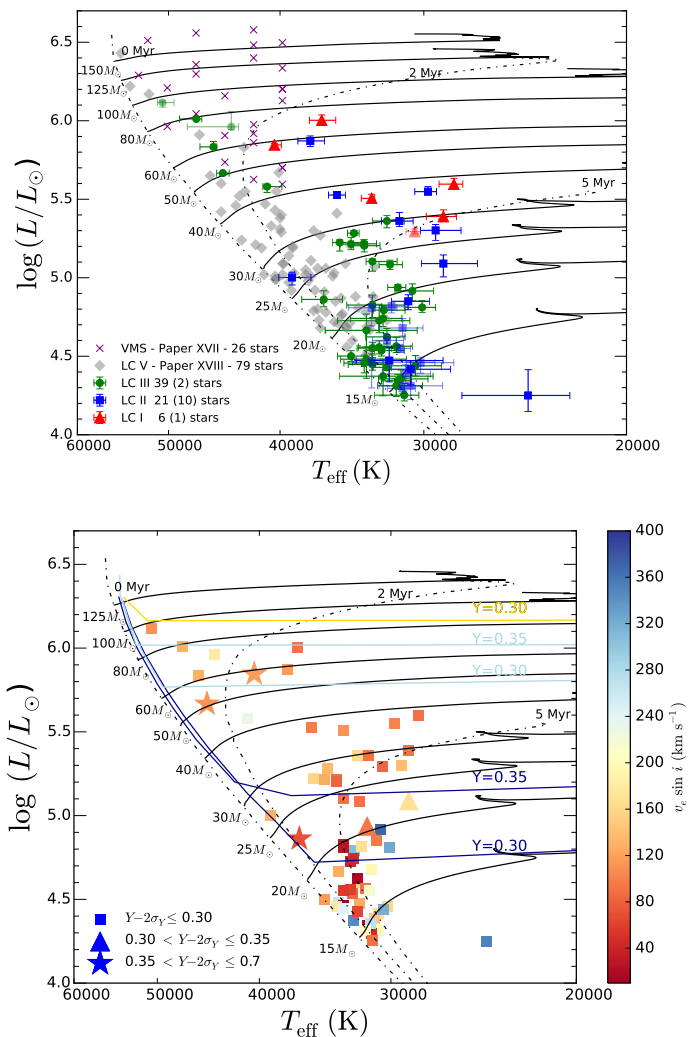 6.5
6.0
5.5
5.0
4.5
4.0
log (L/L☉)
0 Myr
2 Myr
5 Myr
150M☉
125M☉
100M☉
80M☉
60M☉
50M☉
40M☉
30M☉
25M☉
20M☉
15M☉
VMS - Paper XVII - 26 stars
LC V - Paper XVIII - 79 stars
LC III 39 (2) stars
LC II 21 (10) stars
LC I 6 (1) stars
60000 50000 40000 30000 20000
T_eff (K)
6.5
6.0
5.5
5.0
4.5
4.0
log (L/L☉)
0 Myr
2 Myr
5 Myr
125M☉
100M☉
80M☉
60M☉
50M☉
40M☉
30M☉
25M☉
20M☉
15M☉
Y=0.30
Y=0.35
Y=0.30
Y=0.35
Y=0.30
Y−2σ_Y≤ 0.30
0.30 < Y−2σ_Y ≤ 0.35
0.35 < Y−2σ_Y ≤ 0.7
60000 50000 40000 30000 20000
T_eff (K)
400
360
320
280
240
200
160
120
80
40
v_e sin i (km s⁻¹)